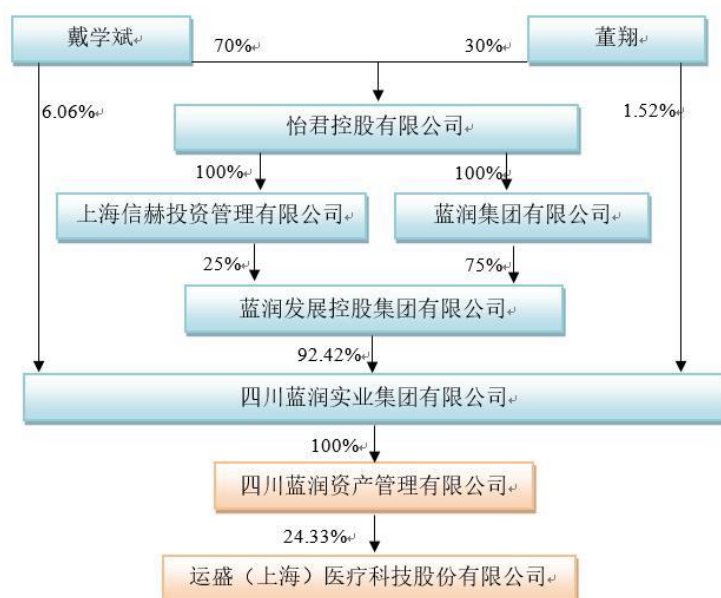 戴学斌
70%
30%
董翔
6.06%
1.52%
怡君控股有限公司
100%
100%
上海信赫投资管理有限公司
蓝润集团有限公司
25%
75%
蓝润发展控股集团有限公司
92.42%
四川蓝润实业集团有限公司
100%
四川蓝润资产管理有限公司
24.33%
运盛（上海）医疗科技股份有限公司